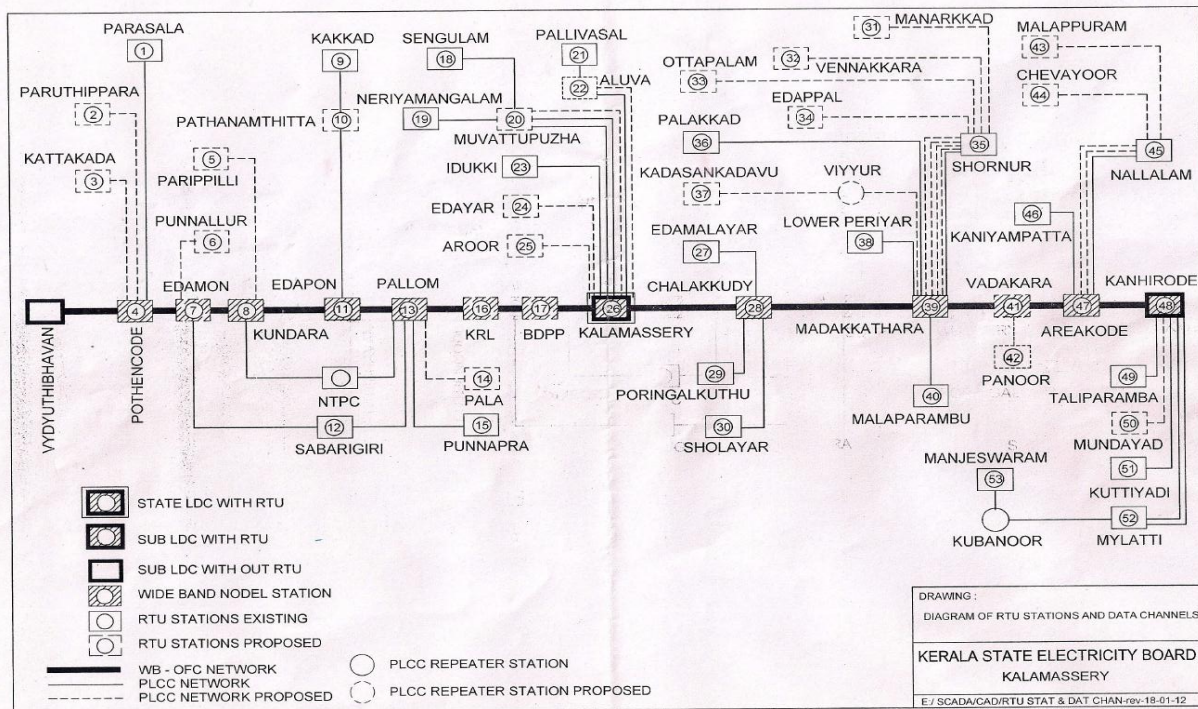 PARASALA
1
KAKKAD
9
SENGULAM
18
PALLIVASAL
21
ALUVA
22
MANARKKAD
31
OTTAPALAM
33
32
VENNAKKARA
MALAPPURAM
43
CHEVAYOOR
44
PARUTHIPPARA
2
KATTAKADA
3
5
PARIPPILLI
PUNNALLUR
6
PATHANAMTHITTA
10
NERIYAMANGALAM
19
20
MUVATTUPUZHA
IDUKKI
23
EDAYAR
24
AROOR
25
EDAPPAL
34
PALAKKAD
36
35
SHORNUR
KADASANKADAVU
37
VIYYUR
EDAMALAYAR
27
LOWER PERIYAR
38
45
NALLALAM
46
KANIYAMPATTA
VYDYUTHIBHAVAN
4
POTHENCODE
EDAMON
7
8
KUNDARA
EDAPON
11
PALLOM
13
16
KRL
17
BDPP
26
KALAMASSERY
CHALAKKUDY
28
39
MADAKKATHARA
VADAKARA
41
47
AREAKODE
KANHIRODE
48
NTPC
12
SABARIGIRI
14
PALA
15
PUNNAPRA
29
PORINGALKUTHU
30
SHOLAYAR
40
MALAPARAMBU
42
PANOOR
49
TALIPARAMBA
50
MUNDAYAD
51
KUTTIYADI
MANJESWARAM
53
KUBANOOR
52
MYLATTI
STATE LDC WITH RTU
SUB LDC WITH RTU
SUB LDC WITH OUT RTU
WIDE BAND NODEL STATION
RTU STATIONS EXISTING
RTU STATIONS PROPOSED
WB - OFC NETWORK
PLCC NETWORK
PLCC NETWORK PROPOSED
PLCC REPEATER STATION
PLCC REPEATER STATION PROPOSED
DRAWING :
DIAGRAM OF RTU STATIONS AND DATA CHANNELS
KERALA STATE ELECTRICITY BOARD
KALAMASSERY
E:/ SCADA/CAD/RTU STAT & DAT CHAN-rev-18-01-12